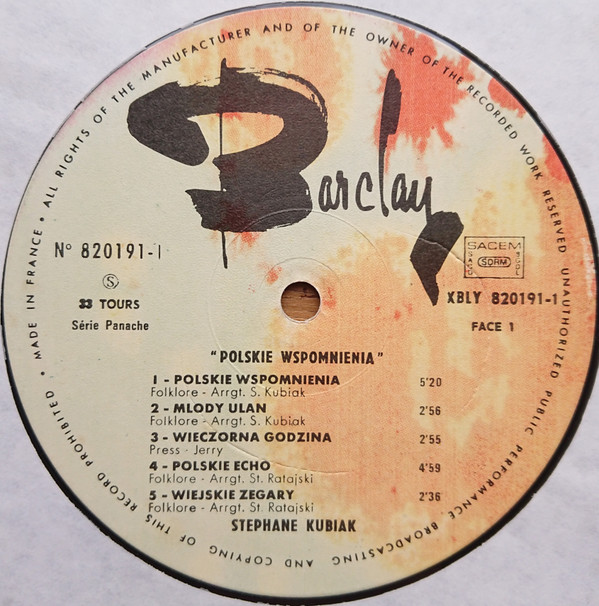 MADE IN FRANCE • ALL RIGHTS OF THE MANUFACTURER AND OF THE OWNER OF THE RECORDED WORK RESERVED UNAUTHORIZED PUBLIC PERFORMANCE BROADCASTING AND COPYING OF THIS RECORD PROHIBITED •
Barclay
N° 820191-1
S
33 TOURS
Série Panache
SACEM
SACD
SDRM
SGDL
XBLY 820191-1
FACE 1
"POLSKIE WSPOMNIENIA"
1 - POLSKIE WSPOMNIENIA 5'20
Folklore - Arrgt. S. Kubiak
2 - MLODY ULAN 2'56
Folklore - Arrgt. S. Kubiak
3 - WIECZORNA GODZINA 2'55
Press - Jerry
4 - POLSKIE ECHO 4'59
Folklore - Arrgt. St. Ratajski
5 - WIEJSKIE ZEGARY 2'36
Folklore - Arrgt. St. Ratajski
STEPHANE KUBIAK